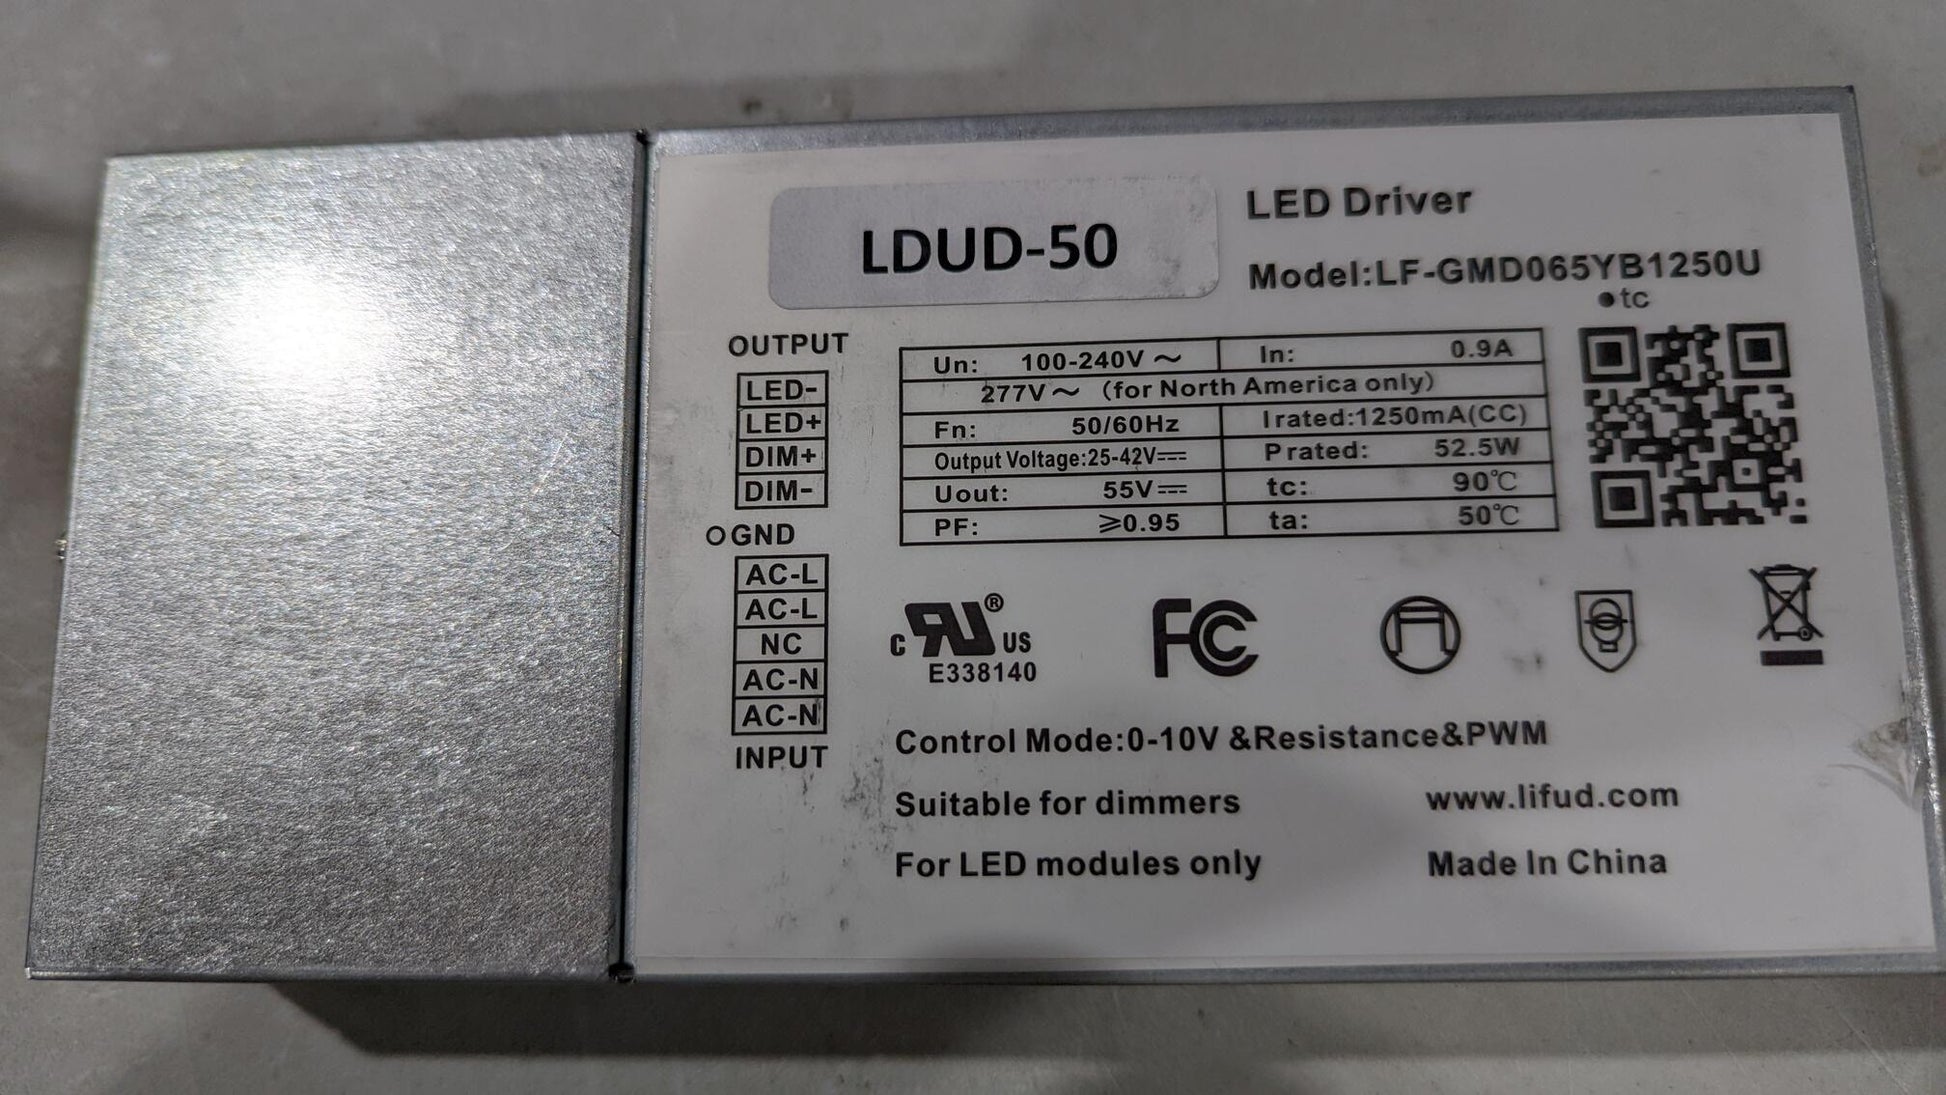 LDUD-50
LED Driver
Model:LF-GMD065YB1250U
●tc
OUTPUT
LED-
LED+
DIM+
DIM-
GND
AC-L
AC-L
NC
AC-N
AC-N
INPUT
Un: 100-240V～ In: 0.9A
277V～ (for North America only)
Fn: 50/60Hz Irated:1250mA(CC)
Output Voltage:25-42V⎓ Prated: 52.5W
Uout: 55V⎓ tc: 90℃
PF: ≥0.95 ta: 50℃
c RU ® US
E338140
FC
Control Mode:0-10V &Resistance&PWM
Suitable for dimmers www.lifud.com
For LED modules only Made In China